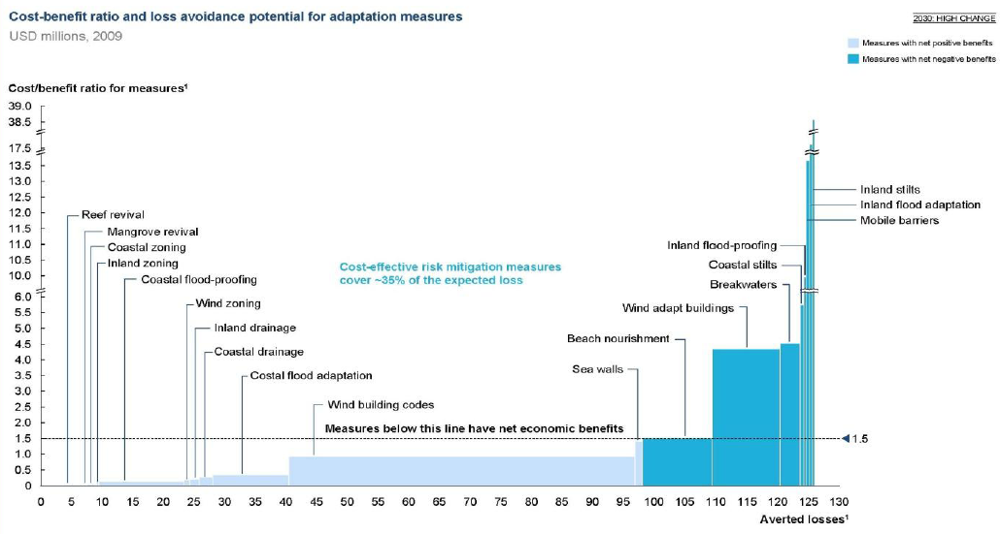 Cost-benefit ratio and loss avoidance potential for adaptation measures
USD millions, 2009
2030: HIGH CHANGE
Measures with net positive benefits
Measures with net negative benefits
Cost/benefit ratio for measures¹
39.0
38.5
17.5
13.5
13.0
12.5
12.0
11.5
11.0
10.5
10.0
6.0
5.5
5.0
4.5
4.0
3.5
3.0
2.5
2.0
1.5
1.0
0.5
0
Reef revival
Mangrove revival
Coastal zoning
Inland zoning
Coastal flood-proofing
Wind zoning
Inland drainage
Coastal drainage
Costal flood adaptation
Wind building codes
Cost-effective risk mitigation measures
cover ~35% of the expected loss
Measures below this line have net economic benefits
Sea walls
Beach nourishment
Wind adapt buildings
Breakwaters
Coastal stilts
Inland flood-proofing
Inland stilts
Inland flood adaptation
Mobile barriers
1.5
0 5 10 15 20 25 30 35 40 45 50 55 60 65 70 75 80 85 90 95 100 105 110 115 120 125 130
Averted losses¹